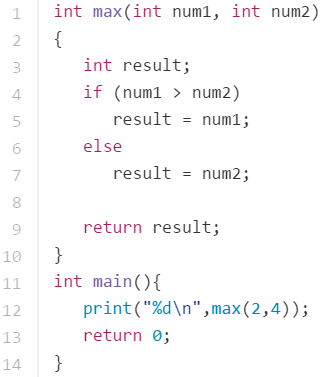 1 int max(int num1, int num2)
2 {
3 int result;
4 if (num1 > num2)
5 result = num1;
6 else
7 result = num2;
8
9 return result;
10 }
11 int main(){
12 print("%d\n",max(2,4));
13 return 0;
14 }